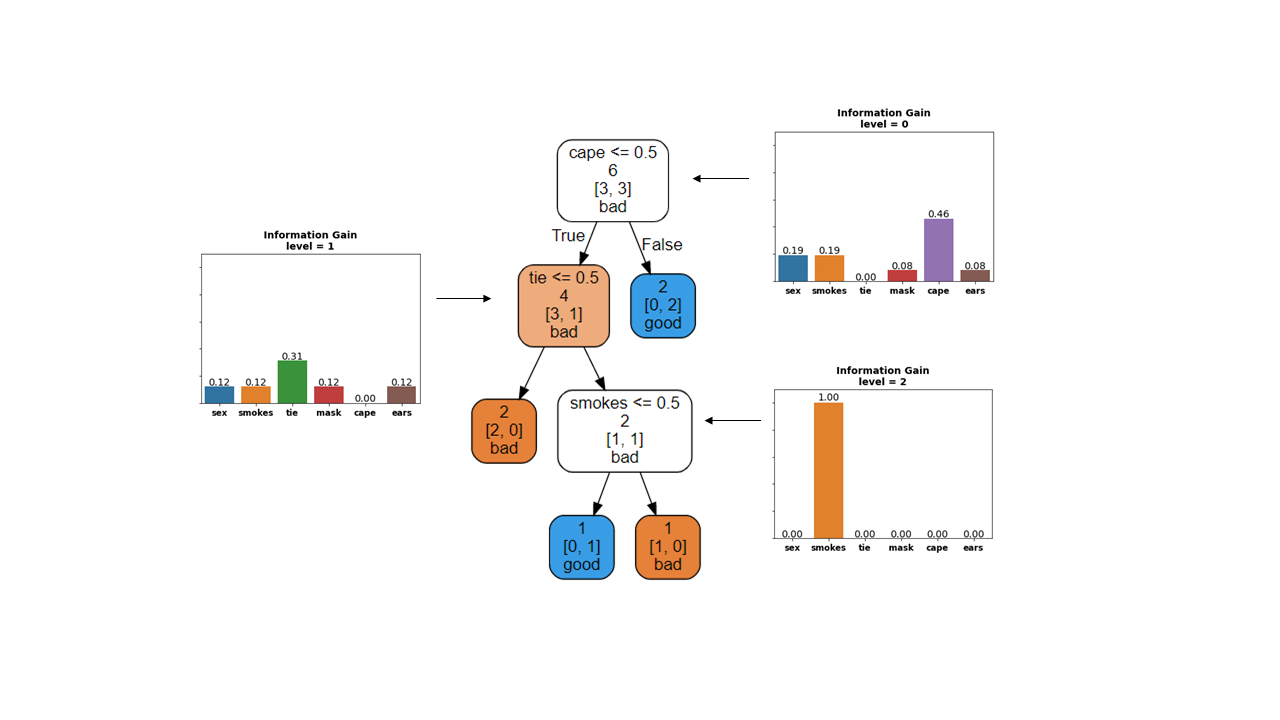 Information Gain
level = 0
0.19
0.19
0.00
0.08
0.46
0.08
sex smokes tie mask cape ears
cape <= 0.5
6
[3, 3]
bad
True
False
Information Gain
level = 1
0.12
0.12
0.31
0.12
0.00
0.12
sex smokes tie mask cape ears
tie <= 0.5
4
[3, 1]
bad
2
[0, 2]
good
2
[2, 0]
bad
smokes <= 0.5
2
[1, 1]
bad
Information Gain
level = 2
0.00
1.00
0.00
0.00
0.00
0.00
sex smokes tie mask cape ears
1
[0, 1]
good
1
[1, 0]
bad